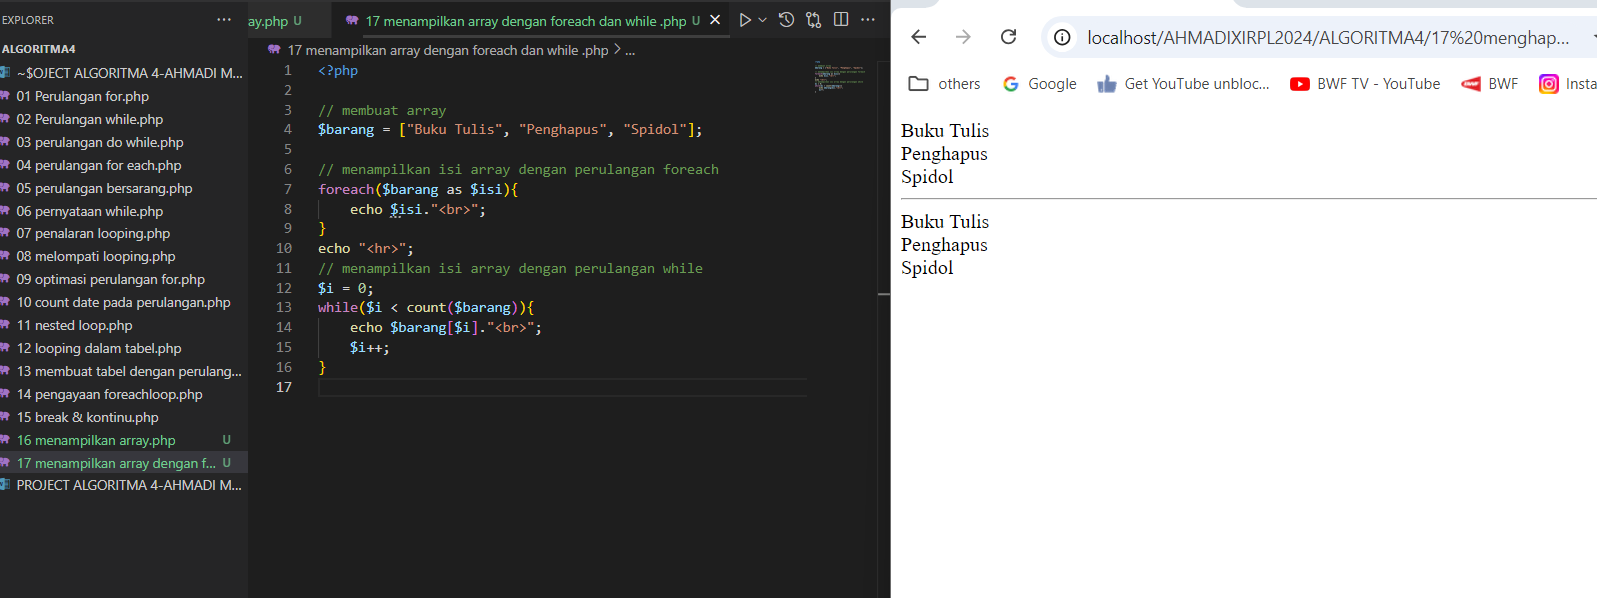 EXPLORER
ALGORITMA4
~$OJECT ALGORITMA 4-AHMADI M...
01 Perulangan for.php
02 Perulangan while.php
03 perulangan do while.php
04 perulangan for each.php
05 perulangan bersarang.php
06 pernyataan while.php
07 penalaran looping.php
08 melompati looping.php
09 optimasi perulangan for.php
10 count date pada perulangan.php
11 nested loop.php
12 looping dalam tabel.php
13 membuat tabel dengan perulang...
14 pengayaan foreachloop.php
15 break & kontinu.php
16 menampilkan array.php U
17 menampilkan array dengan f... U
PROJECT ALGORITMA 4-AHMADI M...
ay.php U
17 menampilkan array dengan foreach dan while .php U
17 menampilkan array dengan foreach dan while .php > ...
1 <?php
2
3 // membuat array
4 $barang = ["Buku Tulis", "Penghapus", "Spidol"];
5
6 // menampilkan isi array dengan perulangan foreach
7 foreach($barang as $isi){
8 echo $isi."<br>";
9 }
10 echo "<hr>";
11 // menampilkan isi array dengan perulangan while
12 $i = 0;
13 while($i < count($barang)){
14 echo $barang[$i]."<br>";
15 $i++;
16 }
17
localhost/AHMADIXIRPL2024/ALGORITMA4/17%20menghap...
others Google Get YouTube unbloc... BWF TV - YouTube BWF Insta
Buku Tulis
Penghapus
Spidol
Buku Tulis
Penghapus
Spidol